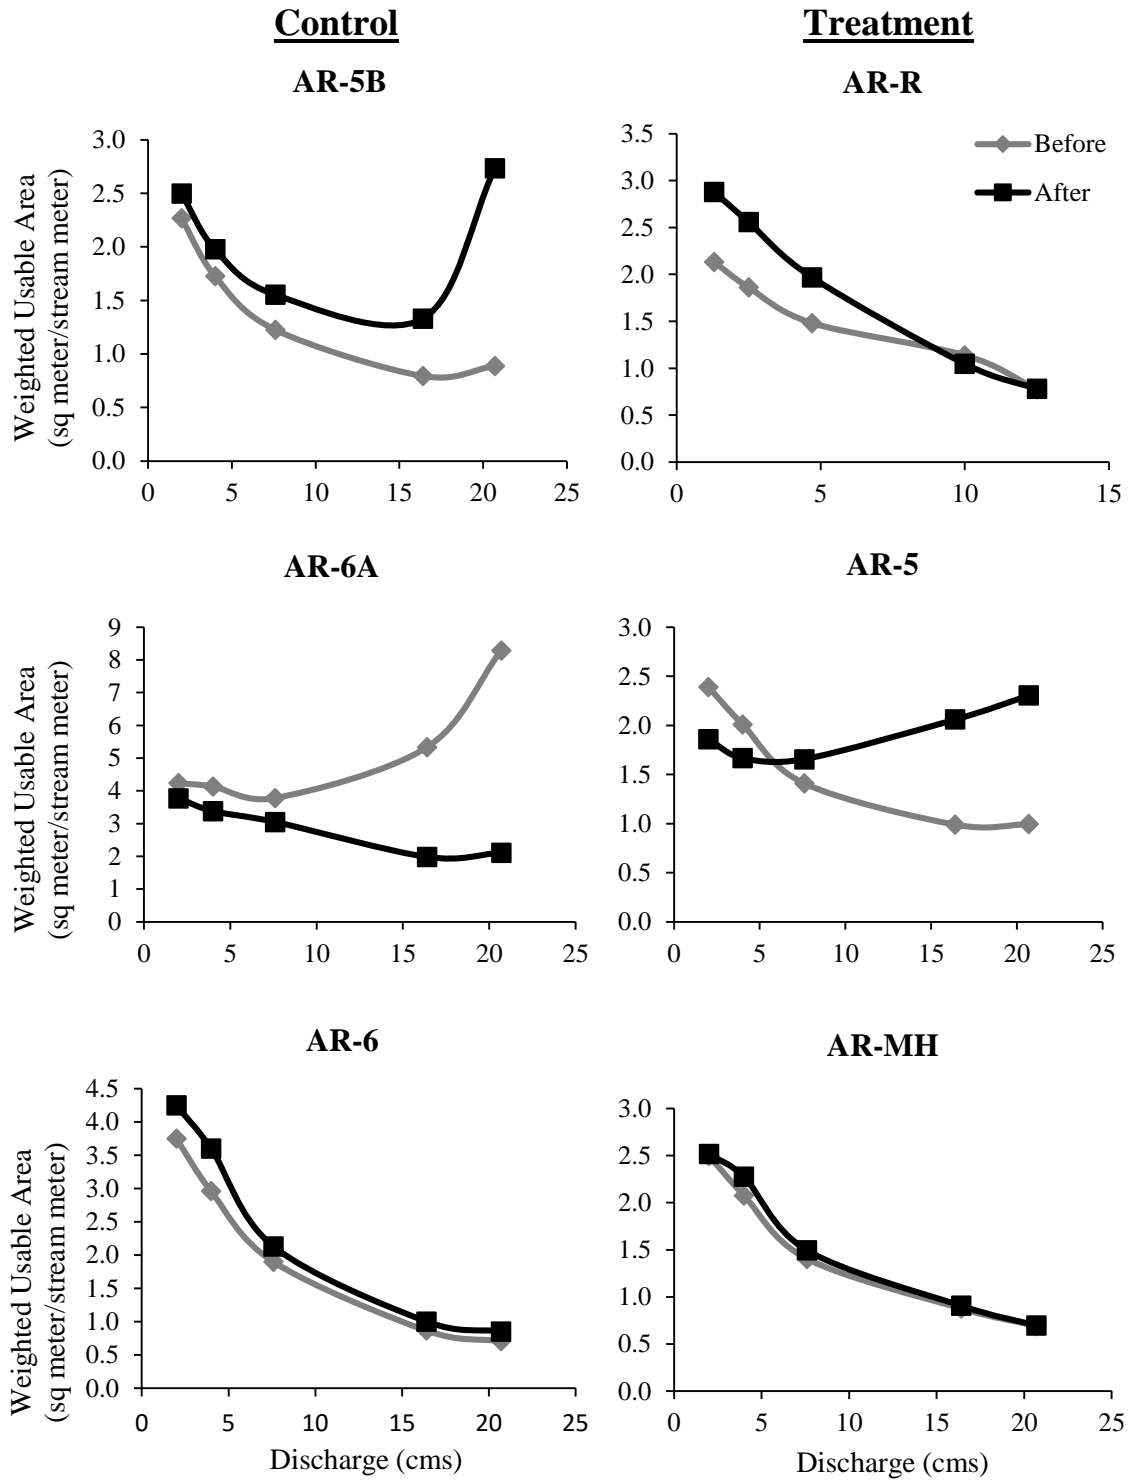 Control
Treatment
AR-5B
AR-R
Weighted Usable Area
(sq meter/stream meter)
3.0
2.5
2.0
1.5
1.0
0.5
0.0
0 5 10 15 20 25
3.5
3.0
2.5
2.0
1.5
1.0
0.5
0.0
0 5 10 15
Before
After
AR-6A
AR-5
Weighted Usable Area
(sq meter/stream meter)
9
8
7
6
5
4
3
2
1
0
0 5 10 15 20 25
3.0
2.5
2.0
1.5
1.0
0.5
0.0
0 5 10 15 20 25
AR-6
AR-MH
Weighted Usable Area
(sq meter/stream meter)
4.5
4.0
3.5
3.0
2.5
2.0
1.5
1.0
0.5
0.0
0 5 10 15 20 25
Discharge (cms)
3.0
2.5
2.0
1.5
1.0
0.5
0.0
0 5 10 15 20 25
Discharge (cms)